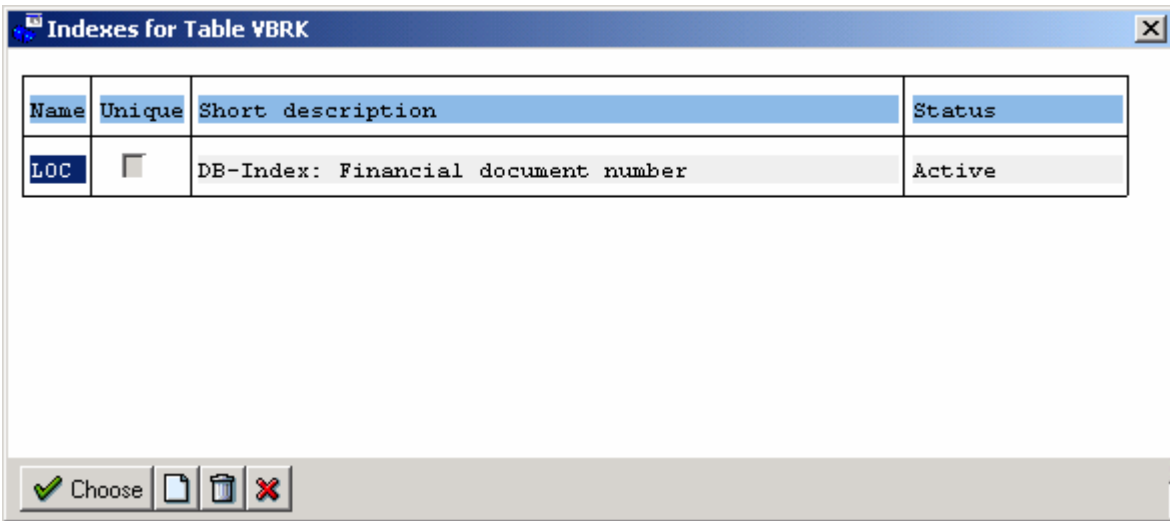 Indexes for Table VBRK
Name Unique Short description Status
LOC DB-Index: Financial document number Active
Choose